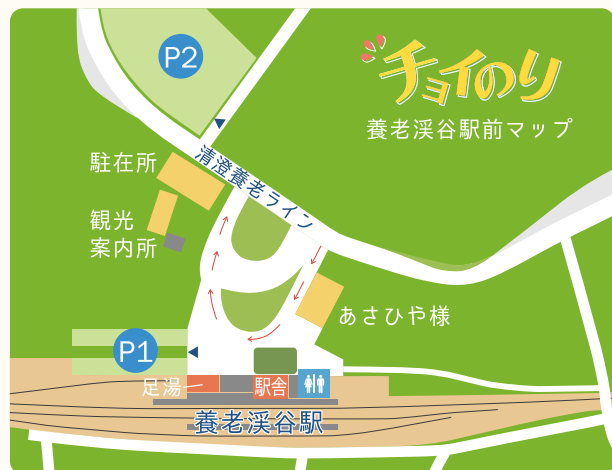 P2
チョイのり
養老渓谷駅前マップ
駐在所
清澄養老ライン
観光
案内所
あさひや様
P1
足湯
駅舎
養老渓谷駅